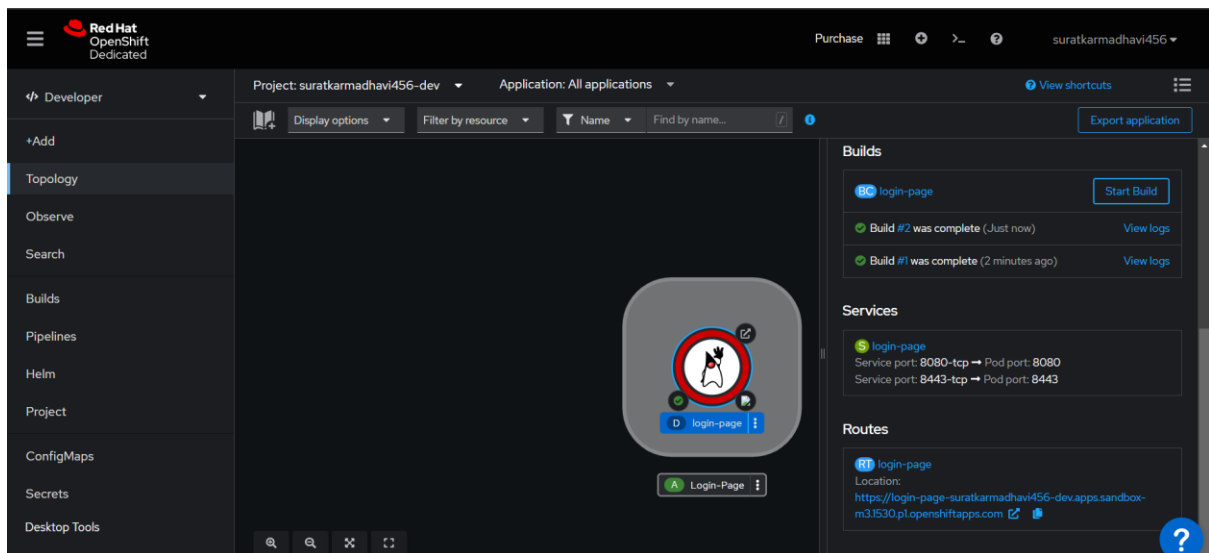 Red Hat
OpenShift
Dedicated
Purchase
suratkarmadhavi456
Developer
+Add
Topology
Observe
Search
Builds
Pipelines
Helm
Project
ConfigMaps
Secrets
Desktop Tools
Project: suratkarmadhavi456-dev
Application: All applications
View shortcuts
Display options
Filter by resource
Name
Find by name...
/
Export application
D login-page
A Login-Page
Builds
BC login-page
Start Build
Build #2 was complete (Just now)
View logs
Build #1 was complete (2 minutes ago)
View logs
Services
S login-page
Service port: 8080-tcp → Pod port: 8080
Service port: 8443-tcp → Pod port: 8443
Routes
RT login-page
Location:
https://login-page-suratkarmadhavi456-dev.apps.sandbox-
m3.1530.p1.openshiftapps.com
?